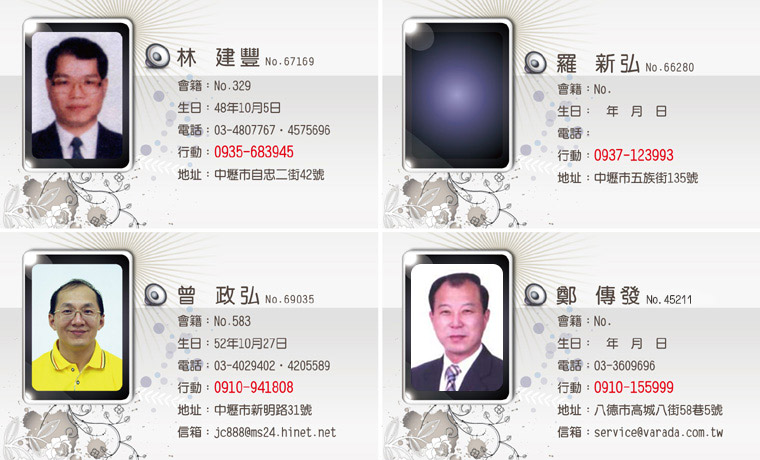 林 建豐 No.67169
會籍：No.329
生日：48年10月5日
電話：03-4807767・4575696
行動：0935-683945
地址：中壢市自忠二街42號
羅 新弘 No.66280
會籍：No.
生日： 年 月 日
電話：
行動：0937-123993
地址：中壢市五族街135號
曾 政弘 No.69035
會籍：No.583
生日：52年10月27日
電話：03-4029402・4205589
行動：0910-941808
地址：中壢市新明路31號
信箱：jc888@ms24.hinet.net
鄭 傳發 No.45211
會籍：No.
生日： 年 月 日
電話：03-3609696
行動：0910-155999
地址：八德市高城八街58巷5號
信箱：service@varada.com.tw